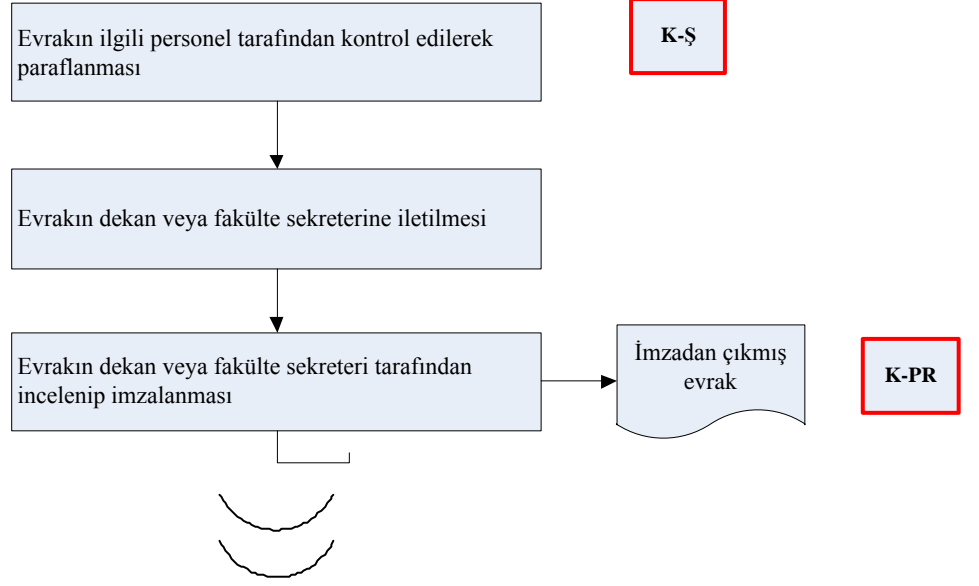 Evrakın ilgili personel tarafından kontrol edilerek
paraflanması
K-Ş
Evrakın dekan veya fakülte sekreterine iletilmesi
Evrakın dekan veya fakülte sekreteri tarafından
incelenip imzalanması
İmzadan çıkmış
evrak
K-PR